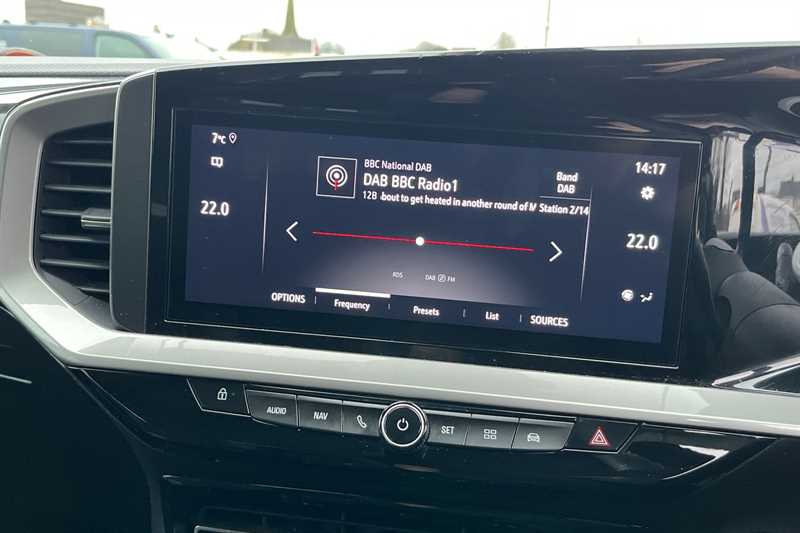 7°C
22.0
BBC National DAB
DAB BBC Radio1
12B about to get heated in another round of M Station 2/14
Band
DAB
14:17
22.0
RDS
DAB FM
OPTIONS
Frequency
Presets
List
SOURCES
AUDIO
NAV
SET